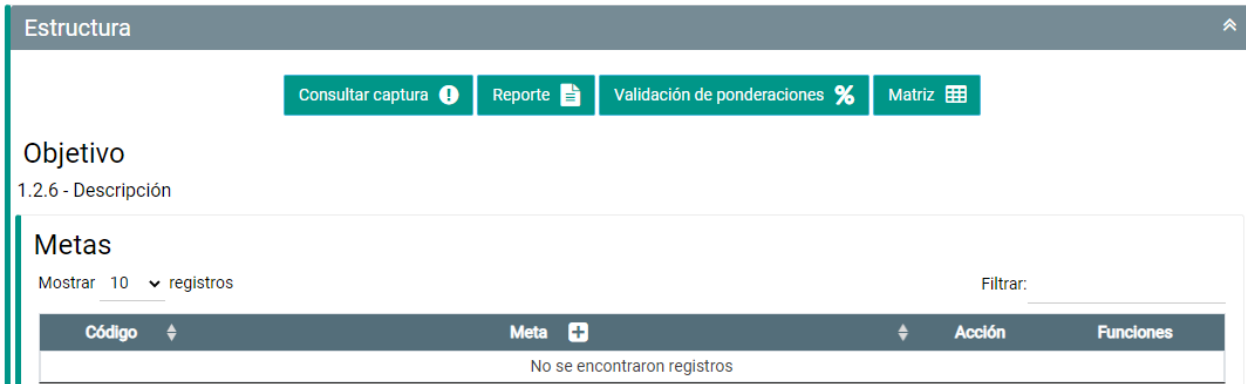 Estructura
Consultar captura Reporte Validación de ponderaciones % Matriz
Objetivo
1.2.6 - Descripción
Metas
Mostrar 10 registros Filtrar:
Código Meta Acción Funciones
No se encontraron registros